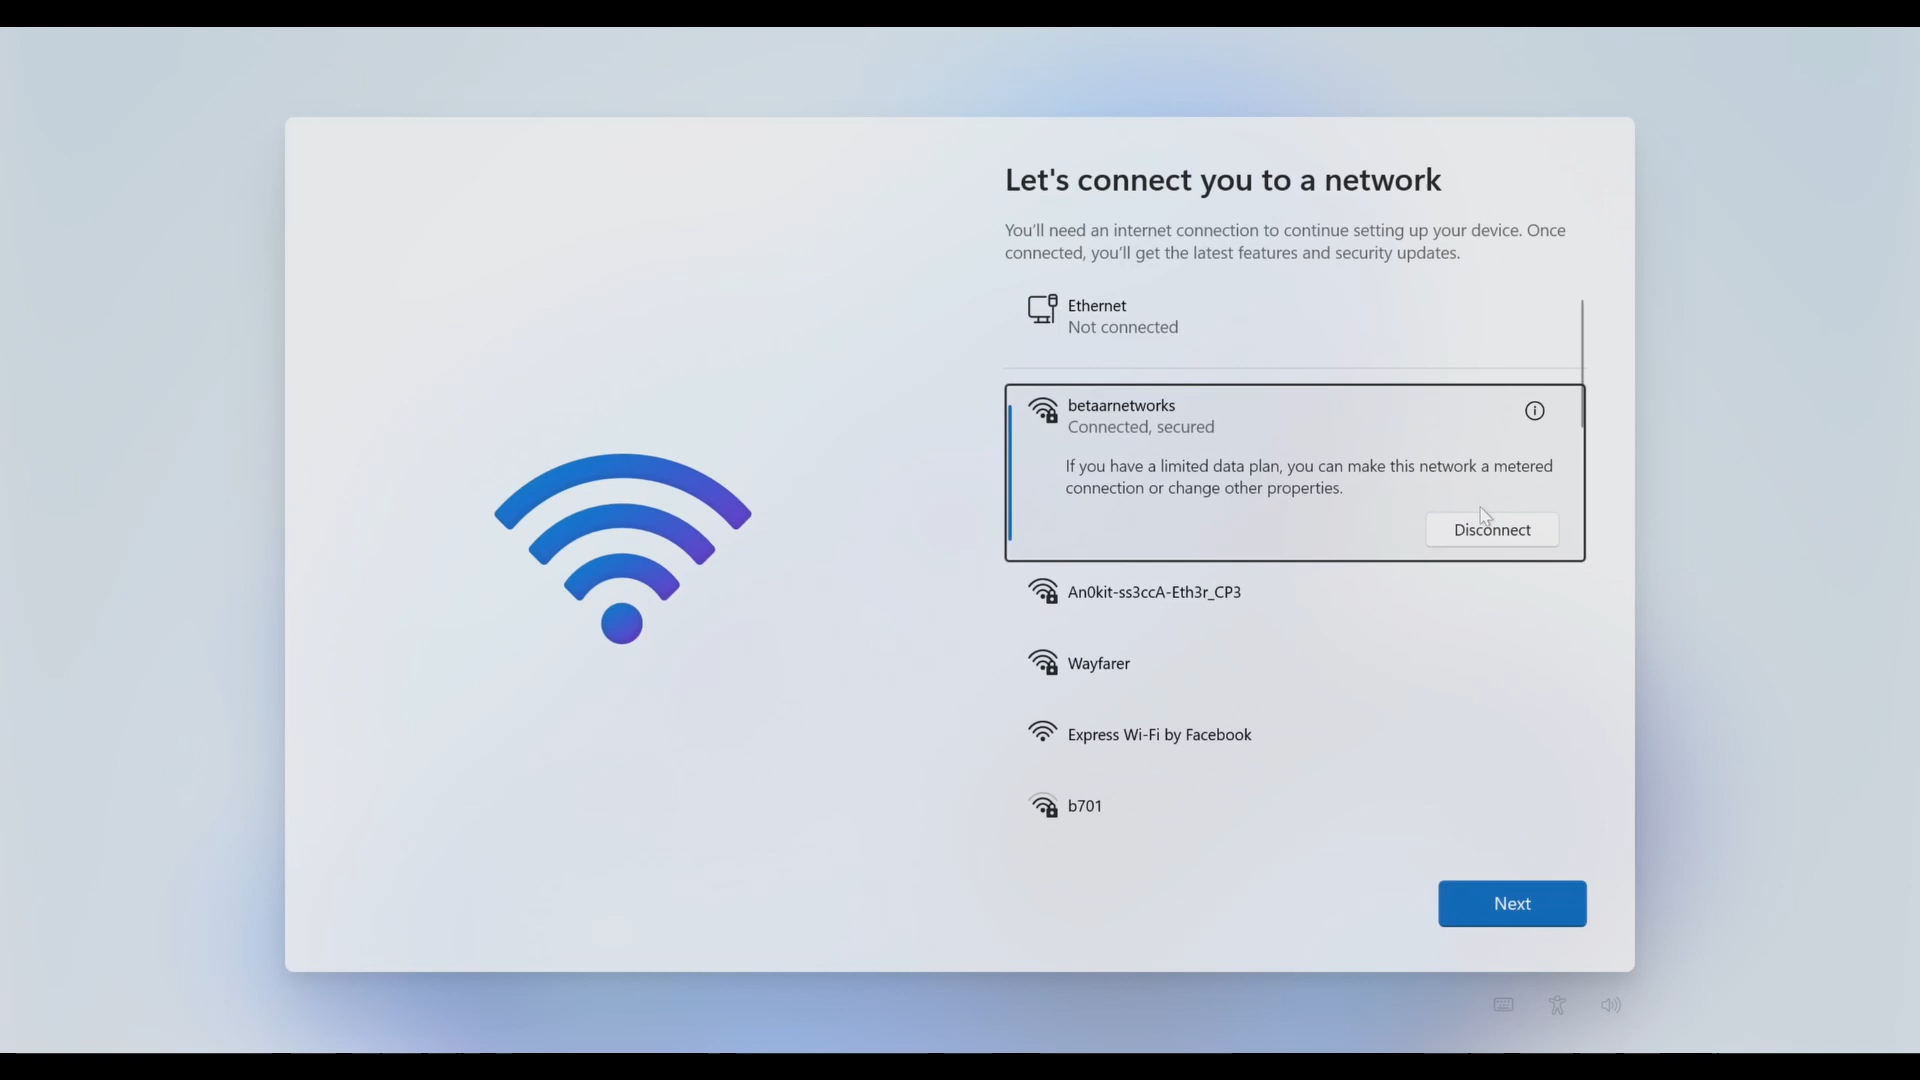 Let's connect you to a network
You'll need an internet connection to continue setting up your device. Once
connected, you'll get the latest features and security updates.
Ethernet
Not connected
betaarnetworks
Connected, secured
If you have a limited data plan, you can make this network a metered
connection or change other properties.
Disconnect
An0kit-ss3ccA-Eth3r_CP3
Wayfarer
Express Wi-Fi by Facebook
b701
Next